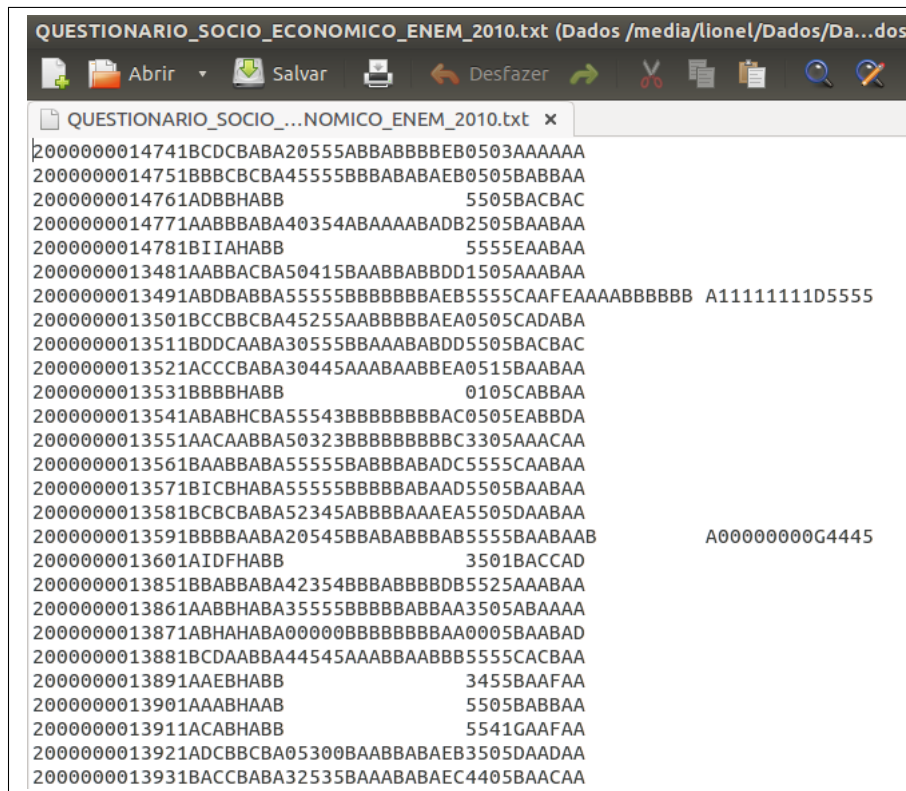 QUESTIONARIO_SOCIO_ECONOMICO_ENEM_2010.txt (Dados /media/lionel/Dados/Da...dos
Abrir Salvar Desfazer
QUESTIONARIO_SOCIO_...NOMICO_ENEM_2010.txt ×
2000000014741BCDCBABA20555ABBABBBBEB0503AAAAAA
2000000014751BBBCBCBA45555BBBABABAEB0505BABBAA
2000000014761ADBBHABB                  5505BACBAC
2000000014771AABBBABA40354ABAAAABADB2505BAABAA
2000000014781BIIAHABB                  5555EAABAA
2000000013481AABBACBA50415BAABBABBDD1505AAABAA
2000000013491ABDBABBA55555BBBBBBBAEB5555CAAFEAAAABBBBBB A11111111D5555
2000000013501BCCBBCBA45255AABBBBBAEA0505CADABA
2000000013511BDDCAABA30555BBAAABABDD5505BACBAC
2000000013521ACCCBABA30445AAABAABBEA0515BAABAA
2000000013531BBBBHABB                  0105CABBAA
2000000013541ABABHCBA55543BBBBBBBBAC0505EABBDA
2000000013551AACAABBA50323BBBBBBBBBC3305AAACAA
2000000013561BAABBABA55555BABBBABADC5555CAABAA
2000000013571BICBHABA55555BBBBBABAAD5505BAABAA
2000000013581BCBCBABA52345ABBBBAAAEA5505DAABAA
2000000013591BBBBAABA20545BBABABBBAB5555BAABAAB         A00000000G4445
2000000013601AIDFHABB                  3501BACCAD
2000000013851BBABBABA42354BBBABBBBDB5525AAABAA
2000000013861AABBHABA35555BBBBBABBAA3505ABAAAA
2000000013871ABHAHABA00000BBBBBBBBAA0005BAABAD
2000000013881BCDAABBA44545AAABBAABBB5555CACBAA
2000000013891AAEBHABB                  3455BAAFAA
2000000013901AAABHAAB                  5505BABBAA
2000000013911ACABHABB                  5541GAAFAA
2000000013921ADCBBCBA05300BAABBABAEB3505DAADAA
2000000013931BACCBABA32535BAAABABAEC4405BAACAA